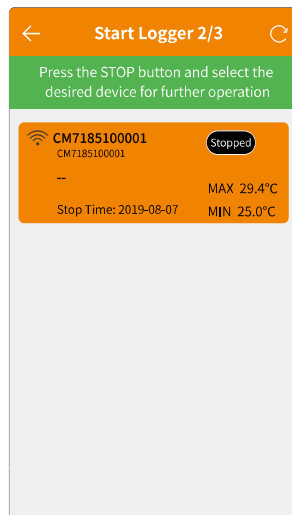 Start Logger 2/3
Press the STOP button and select the
desired device for further operation
CM7185100001
Stopped
CM7185100001
--
MAX 29.4°C
Stop Time: 2019-08-07
MIN 25.0°C